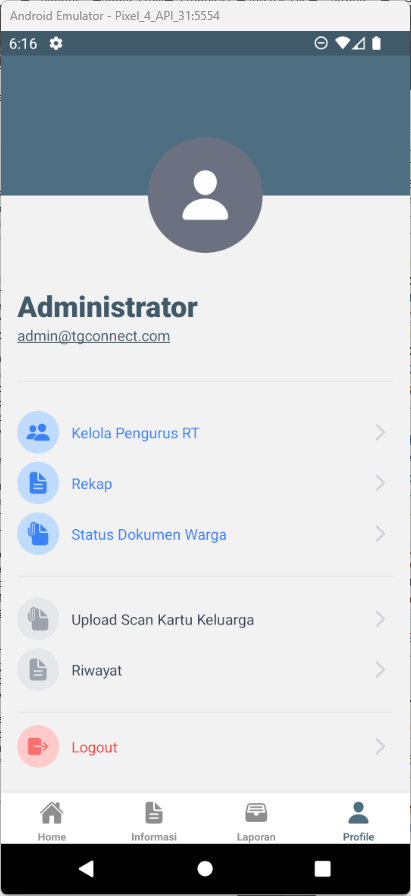 Android Emulator - Pixel_4_API_31:5554
6:16
Administrator
admin@tgconnect.com
Kelola Pengurus RT
Rekap
Status Dokumen Warga
Upload Scan Kartu Keluarga
Riwayat
Logout
Home Informasi Laporan Profile